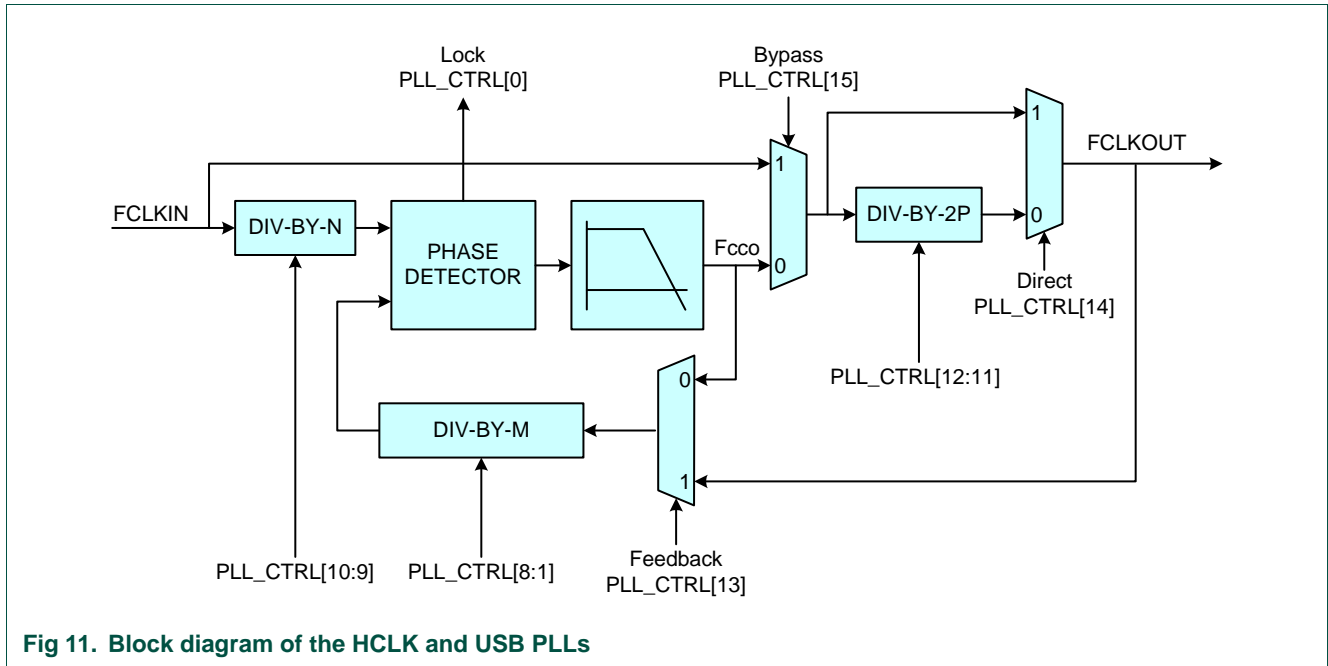 Lock
PLL_CTRL[0]
Bypass
PLL_CTRL[15]
1
FCLKOUT
1
FCLKIN
DIV-BY-N
PHASE
DETECTOR
Fcco
0
DIV-BY-2P
0
Direct
PLL_CTRL[14]
PLL_CTRL[12:11]
0
DIV-BY-M
1
PLL_CTRL[10:9]
PLL_CTRL[8:1]
Feedback
PLL_CTRL[13]
Fig 11. Block diagram of the HCLK and USB PLLs